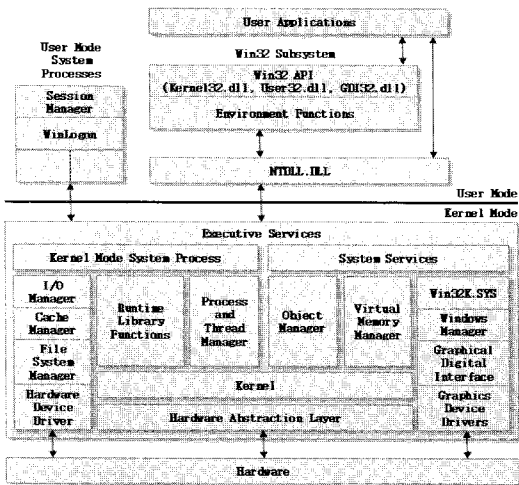 User Applications
User Mode
System
Processes
Win32 Subsystem
Session
Manager
WinLogon
Win32 API
(Kernel32.dll, User32.dll, GDI32.dll)
Environment Functions
NTDLL.DLL
User Mode
Kernel Mode
Executive Services
Kernel Mode System Process
System Services
I/O
Manager
Cache
Manager
File
System
Manager
Hardware
Device
Driver
Runtime
Library
Functions
Process
and
Thread
Manager
Object
Manager
Virtual
Memory
Manager
Win32K.SYS
Windows
Manager
Graphical
Digital
Interface
Graphics
Device
Drivers
Kernel
Hardware Abstraction Layer
Hardware